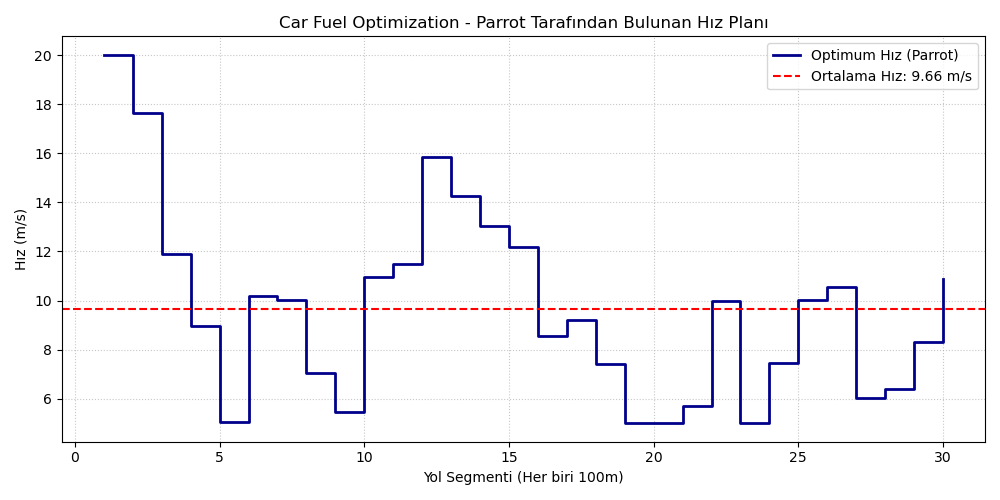 Car Fuel Optimization - Parrot Tarafından Bulunan Hız Planı
Optimum Hız (Parrot)
Ortalama Hız: 9.66 m/s
Hız (m/s)
20
18
16
14
12
10
8
6
0 5 10 15 20 25 30
Yol Segmenti (Her biri 100m)